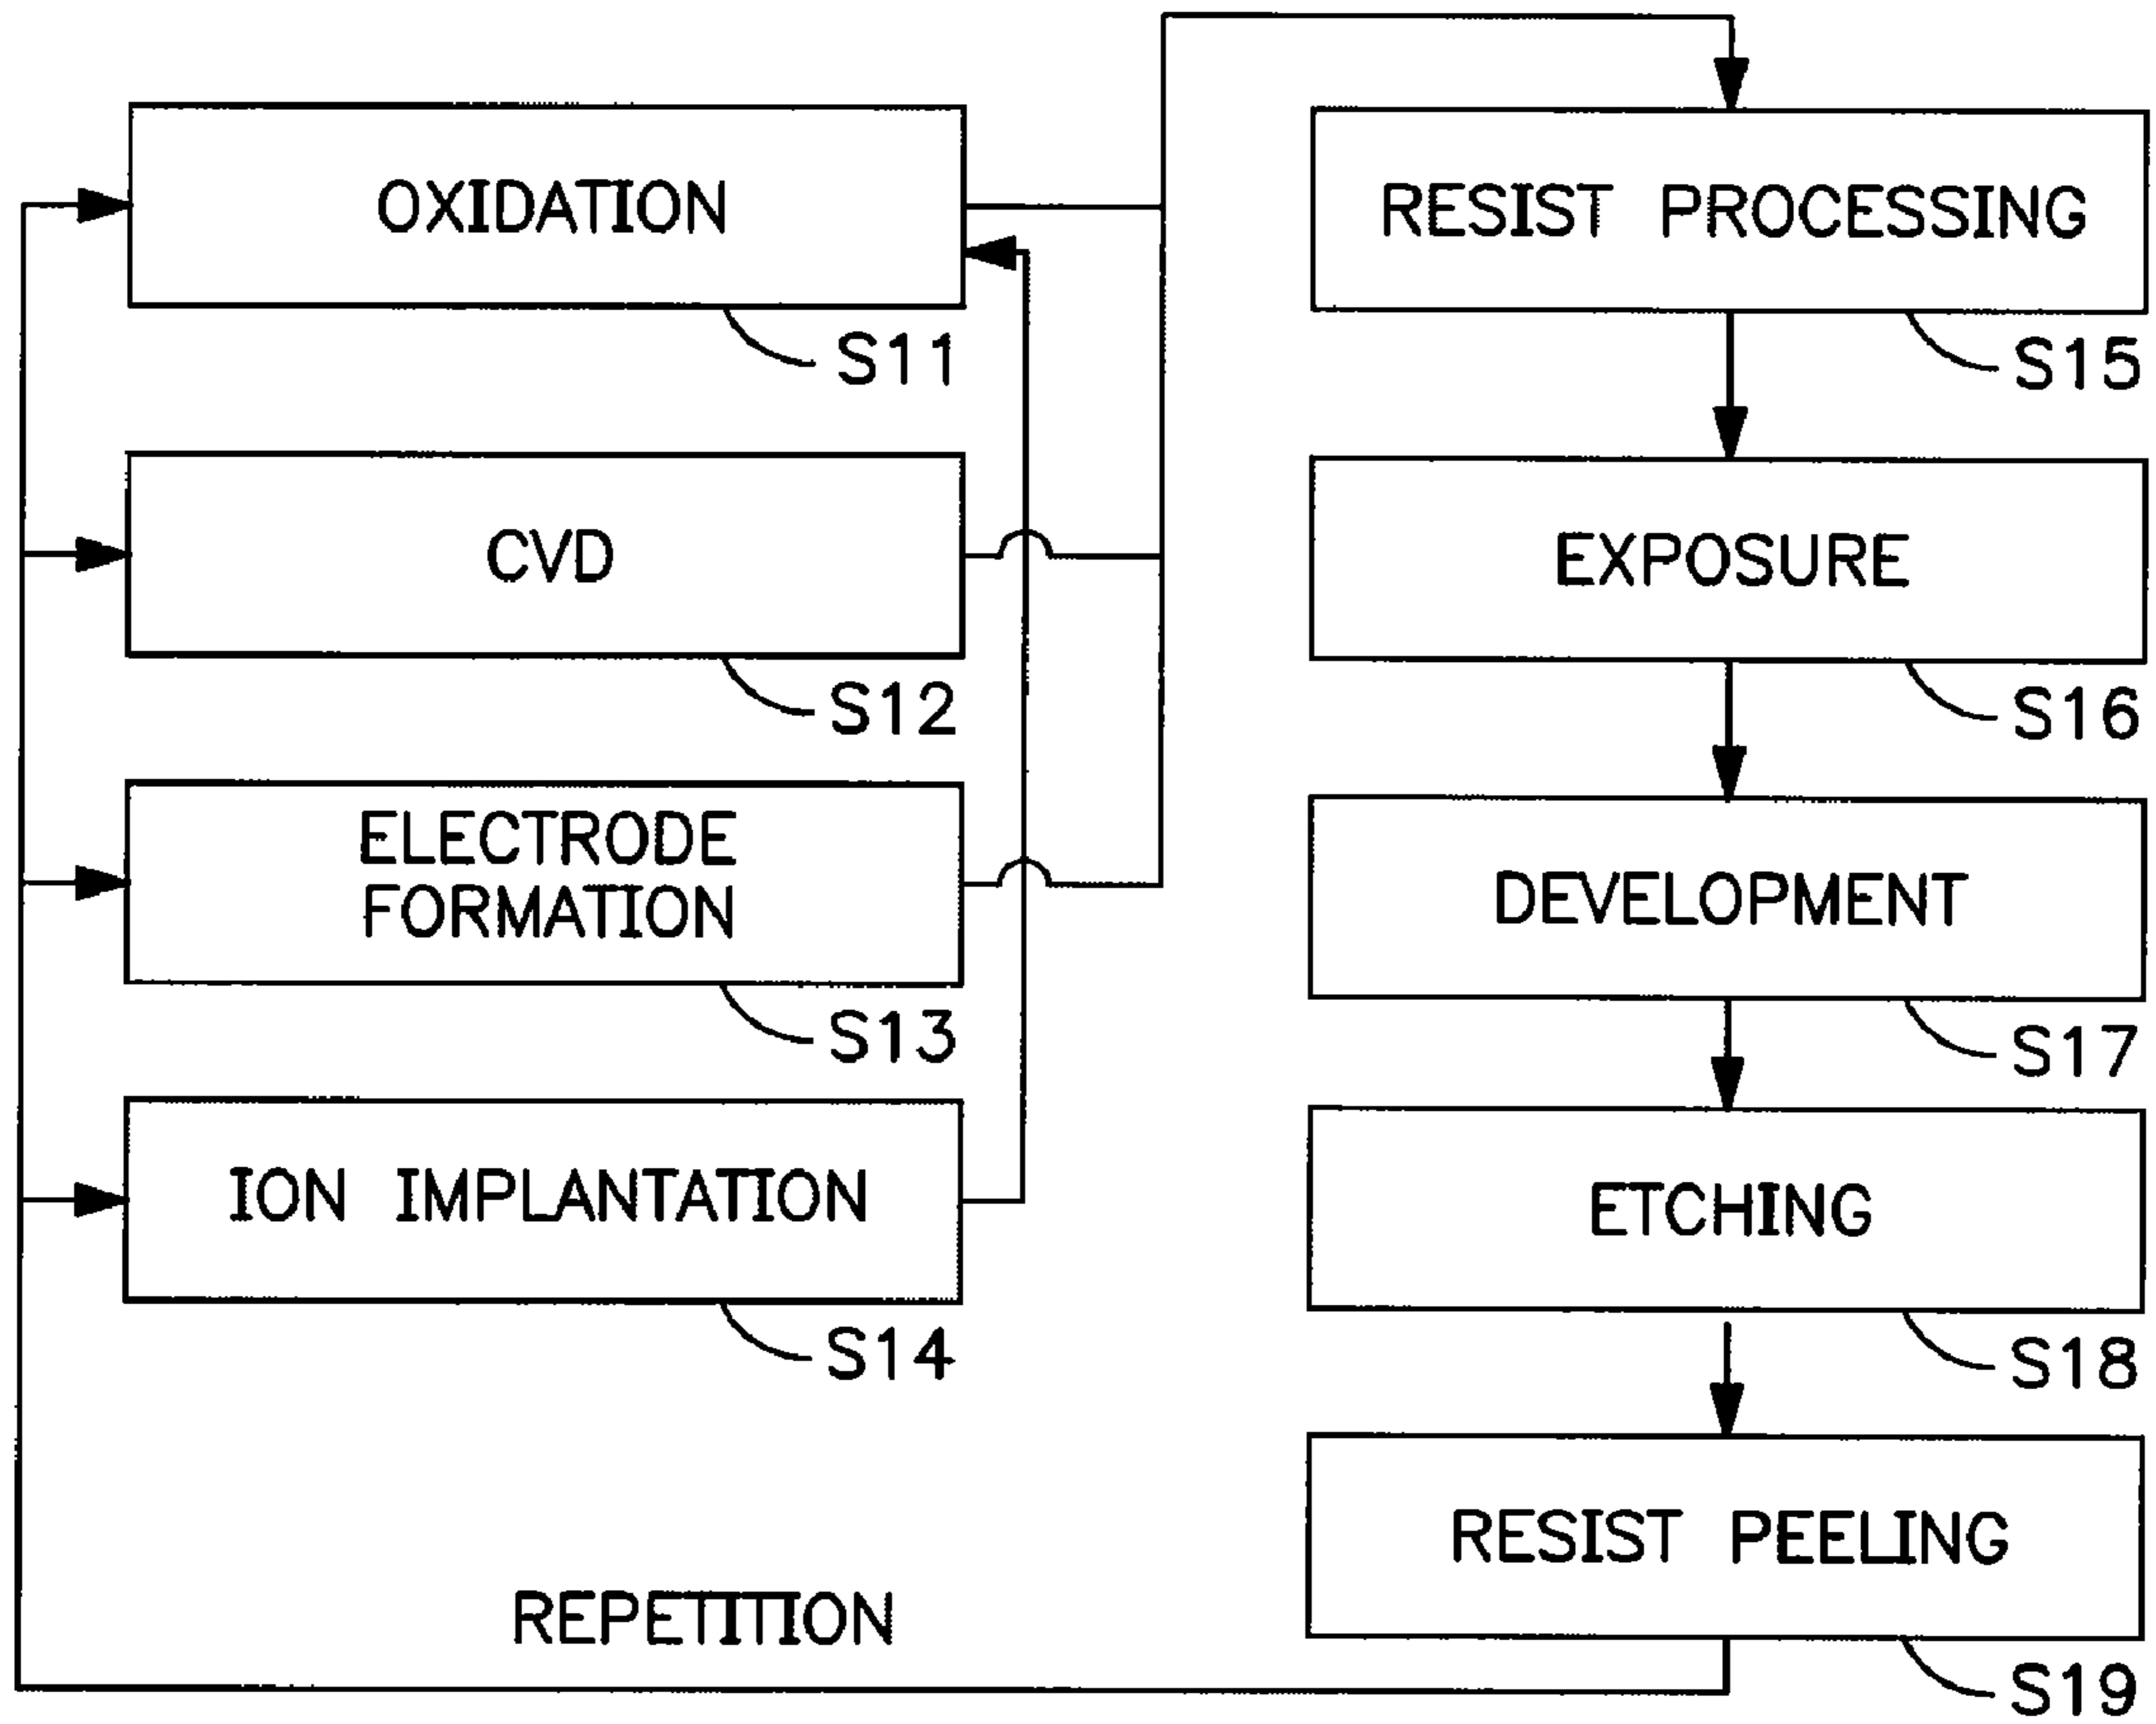 OXIDATION
S11
CVD
S12
ELECTRODE
FORMATION
S13
ION IMPLANTATION
S14
RESIST PROCESSING
S15
EXPOSURE
S16
DEVELOPMENT
S17
ETCHING
S18
RESIST PEELING
S19
REPETITION